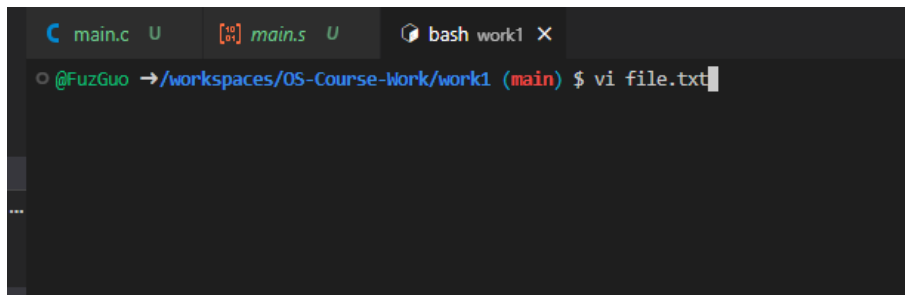 main.c U main.s U bash work1
@FuzGuo ➜/workspaces/OS-Course-Work/work1 (main) $ vi file.txt
...